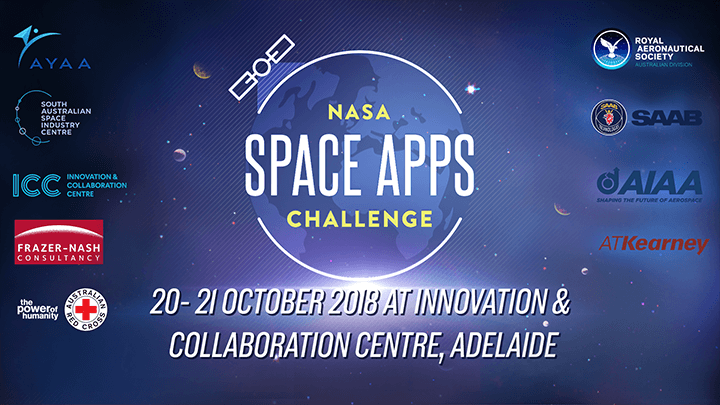 AYAA
SOUTH
AUSTRALIAN
SPACE
INDUSTRY
CENTRE
ICC
INNOVATION &
COLLABORATION
CENTRE
FRAZER-NASH
CONSULTANCY
the
power of
humanity
AUSTRALIAN
RED CROSS
NASA
SPACE APPS
CHALLENGE
20- 21 OCTOBER 2018 AT INNOVATION &
COLLABORATION CENTRE, ADELAIDE
ROYAL
AERONAUTICAL
SOCIETY
AUSTRALIAN DIVISION
SAAB
SAAB
AIAA
SHAPING THE FUTURE OF AEROSPACE
ATKearney